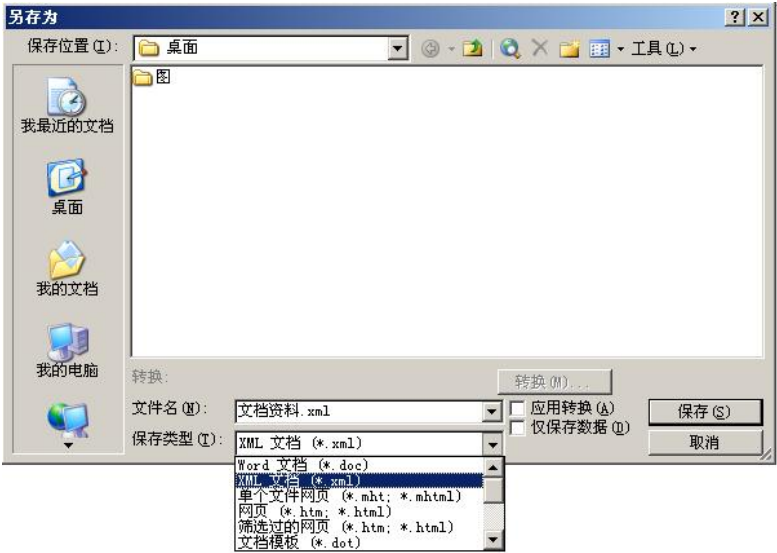 另存为
保存位置(I):
桌面
工具(L)
图
我最近的文档
桌面
我的文档
我的电脑
转换:
转换(M)...
文件名(N):
文档资料.xml
应用转换(A)
保存(S)
仅保存数据(D)
保存类型(T):
XML 文档 (*.xml)
取消
Word 文档 (*.doc)
XML 文档 (*.xml)
单个文件网页 (*.mht; *.mhtml)
网页 (*.htm; *.html)
筛选过的网页 (*.htm; *.html)
文档模板 (*.dot)